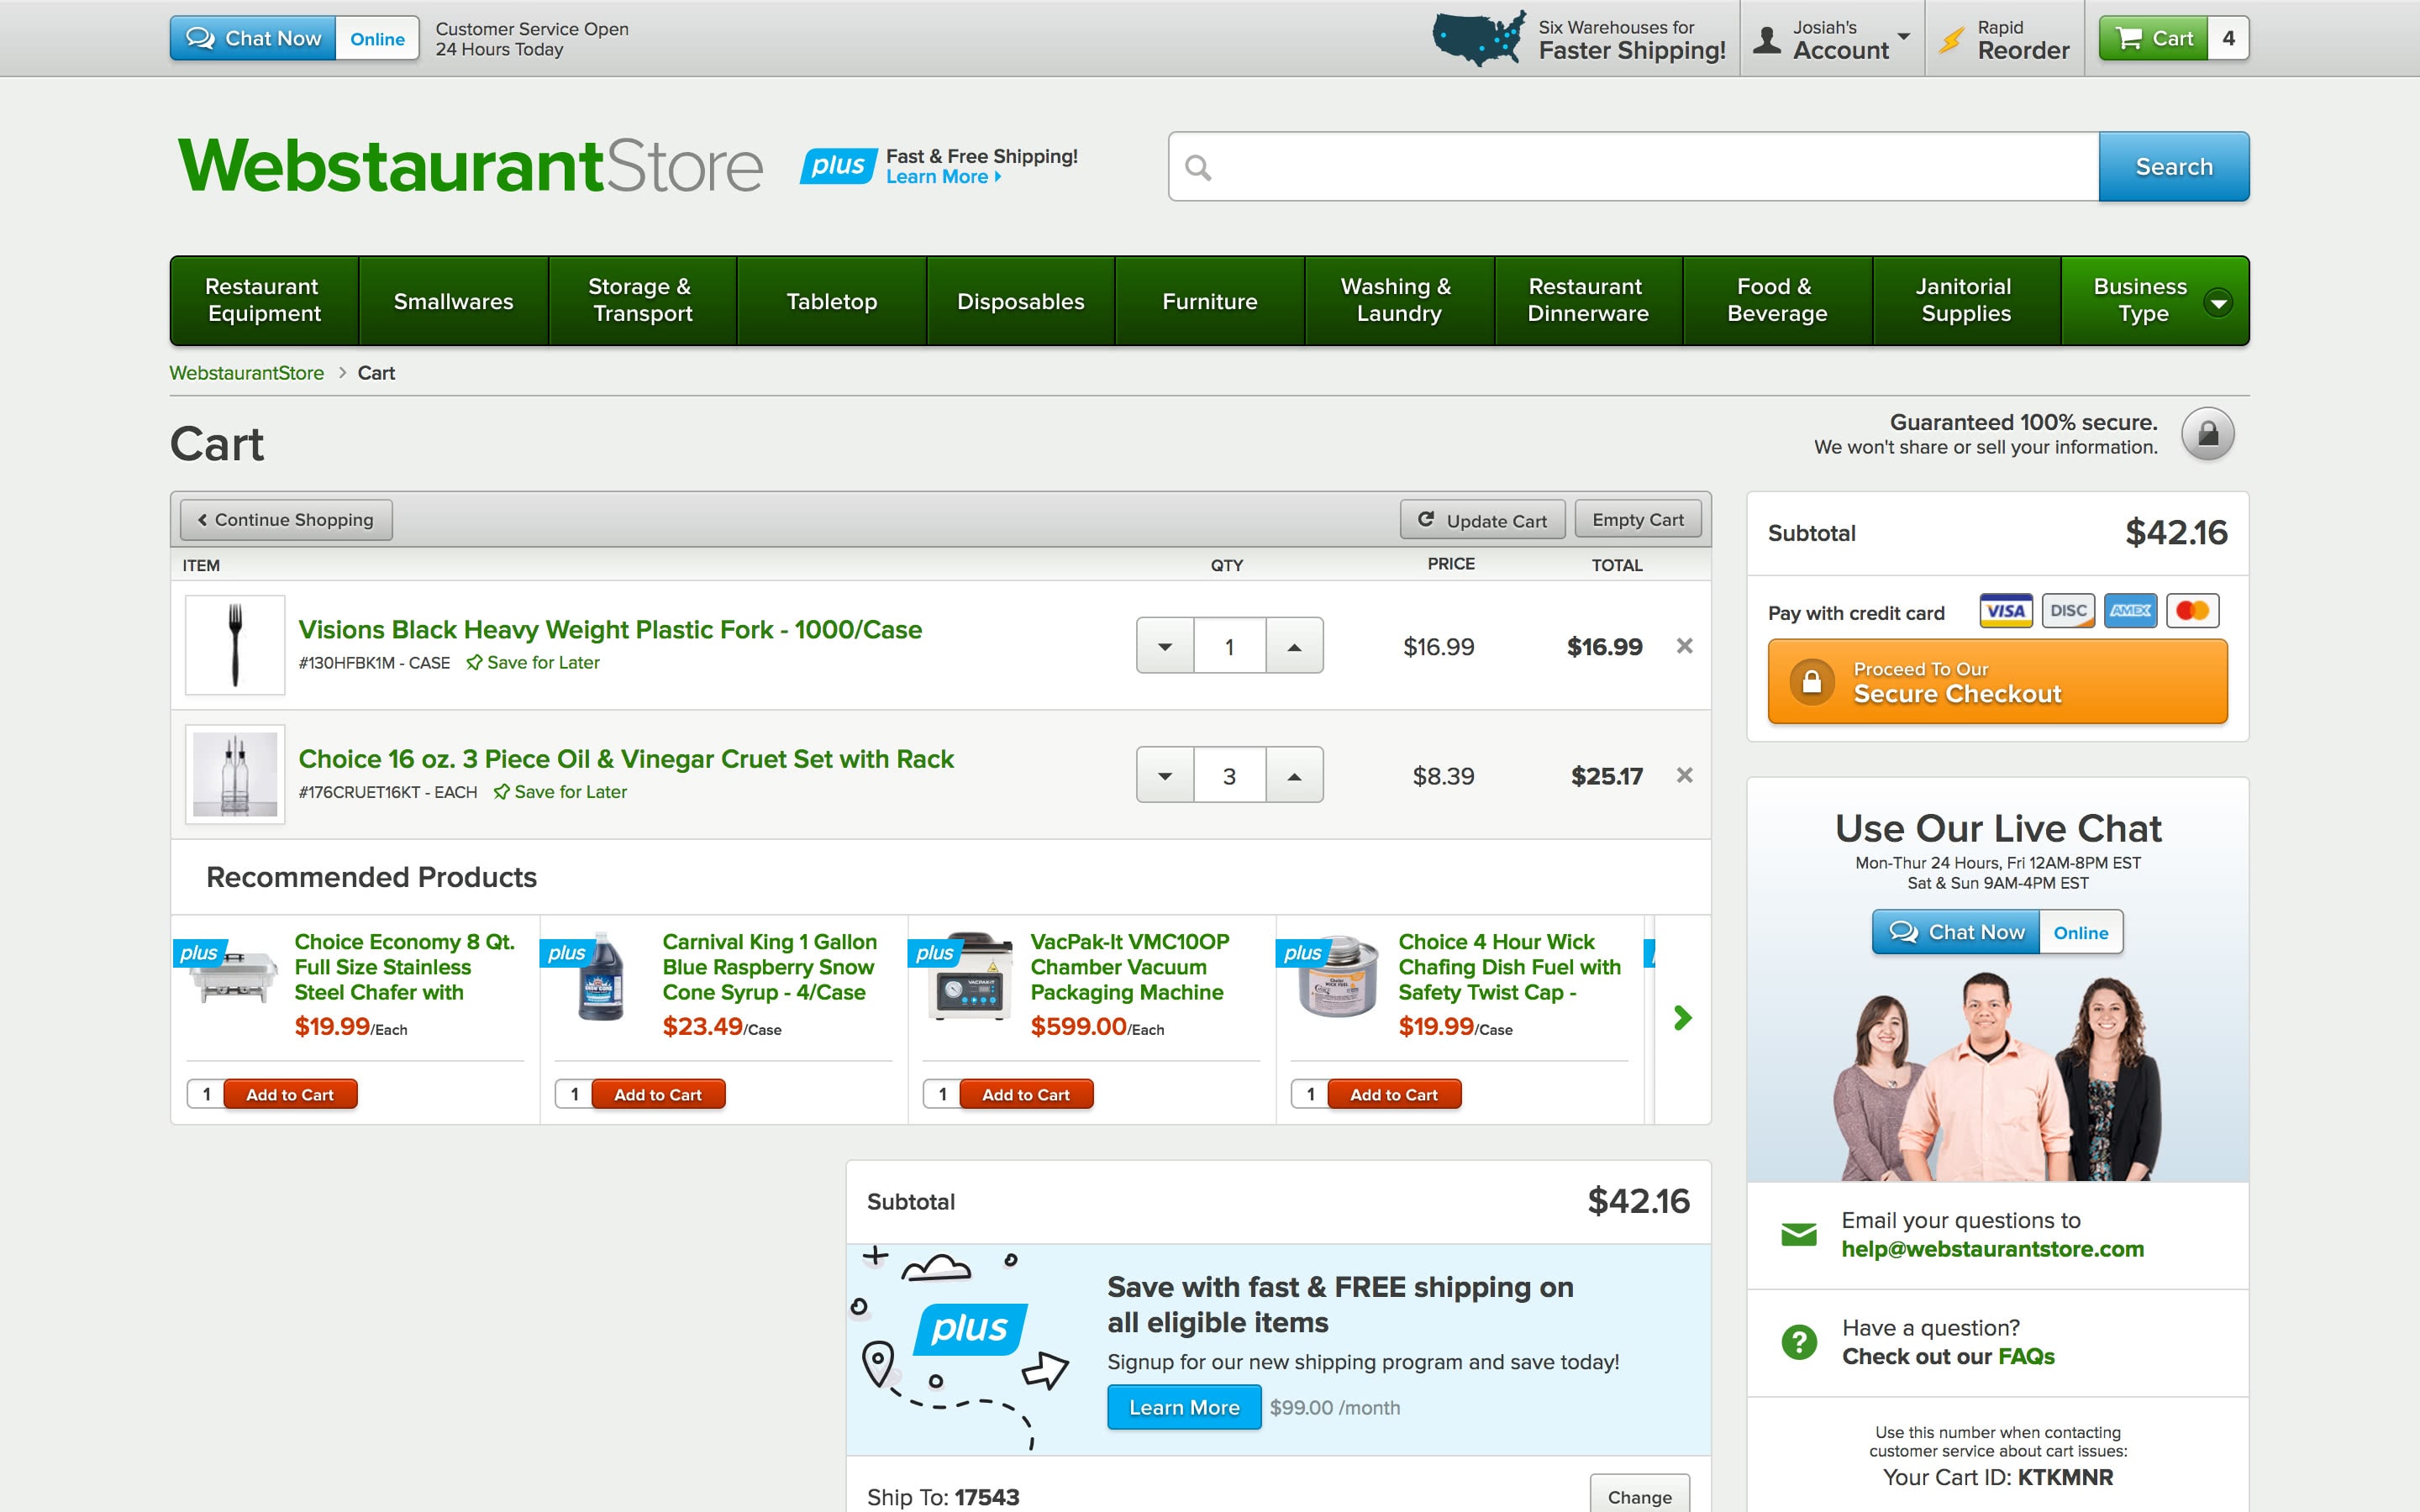 Chat Now Online
Customer Service Open
24 Hours Today
Six Warehouses for
Faster Shipping!
Josiah's
Account
Rapid
Reorder
Cart 4
WebstaurantStore
plus
Fast & Free Shipping!
Learn More
Search
Restaurant
Equipment
Smallwares
Storage &
Transport
Tabletop
Disposables
Furniture
Washing &
Laundry
Restaurant
Dinnerware
Food &
Beverage
Janitorial
Supplies
Business
Type
WebstaurantStore > Cart
Cart
Guaranteed 100% secure.
We won't share or sell your information.
Continue Shopping
Update Cart
Empty Cart
ITEM QTY PRICE TOTAL
Visions Black Heavy Weight Plastic Fork - 1000/Case
#130HFBK1M - CASE Save for Later
1 $16.99 $16.99
Choice 16 oz. 3 Piece Oil & Vinegar Cruet Set with Rack
#176CRUET16KT - EACH Save for Later
3 $8.39 $25.17
Recommended Products
plus
Choice Economy 8 Qt.
Full Size Stainless
Steel Chafer with
$19.99/Each
1 Add to Cart
plus
Carnival King 1 Gallon
Blue Raspberry Snow
Cone Syrup - 4/Case
$23.49/Case
1 Add to Cart
plus
VacPak-It VMC10OP
Chamber Vacuum
Packaging Machine
$599.00/Each
1 Add to Cart
plus
Choice 4 Hour Wick
Chafing Dish Fuel with
Safety Twist Cap -
$19.99/Case
1 Add to Cart
Subtotal $42.16
plus
Save with fast & FREE shipping on
all eligible items
Signup for our new shipping program and save today!
Learn More $99.00 /month
Ship To: 17543
Change
Subtotal $42.16
Pay with credit card
VISA DISC AMEX
Proceed To Our
Secure Checkout
Use Our Live Chat
Mon-Thur 24 Hours, Fri 12AM-8PM EST
Sat & Sun 9AM-4PM EST
Chat Now Online
Email your questions to
help@webstaurantstore.com
Have a question?
Check out our FAQs
Use this number when contacting
customer service about cart issues:
Your Cart ID: KTKMNR